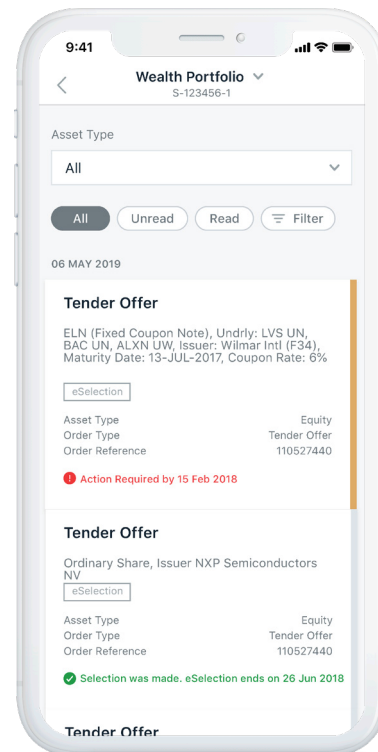 9:41
Wealth Portfolio
S-123456-1
Asset Type
All
All Unread Read Filter
06 MAY 2019
Tender Offer
ELN (Fixed Coupon Note), Undrly: LVS UN,
BAC UN, ALXN UW, Issuer: Wilmar Intl (F34),
Maturity Date: 13-JUL-2017, Coupon Rate: 6%
eSelection
Asset Type Equity
Order Type Tender Offer
Order Reference 110527440
Action Required by 15 Feb 2018
Tender Offer
Ordinary Share, Issuer NXP Semiconductors
NV
eSelection
Asset Type Equity
Order Type Tender Offer
Order Reference 110527440
Selection was made. eSelection ends on 26 Jun 2018
Tender Offer